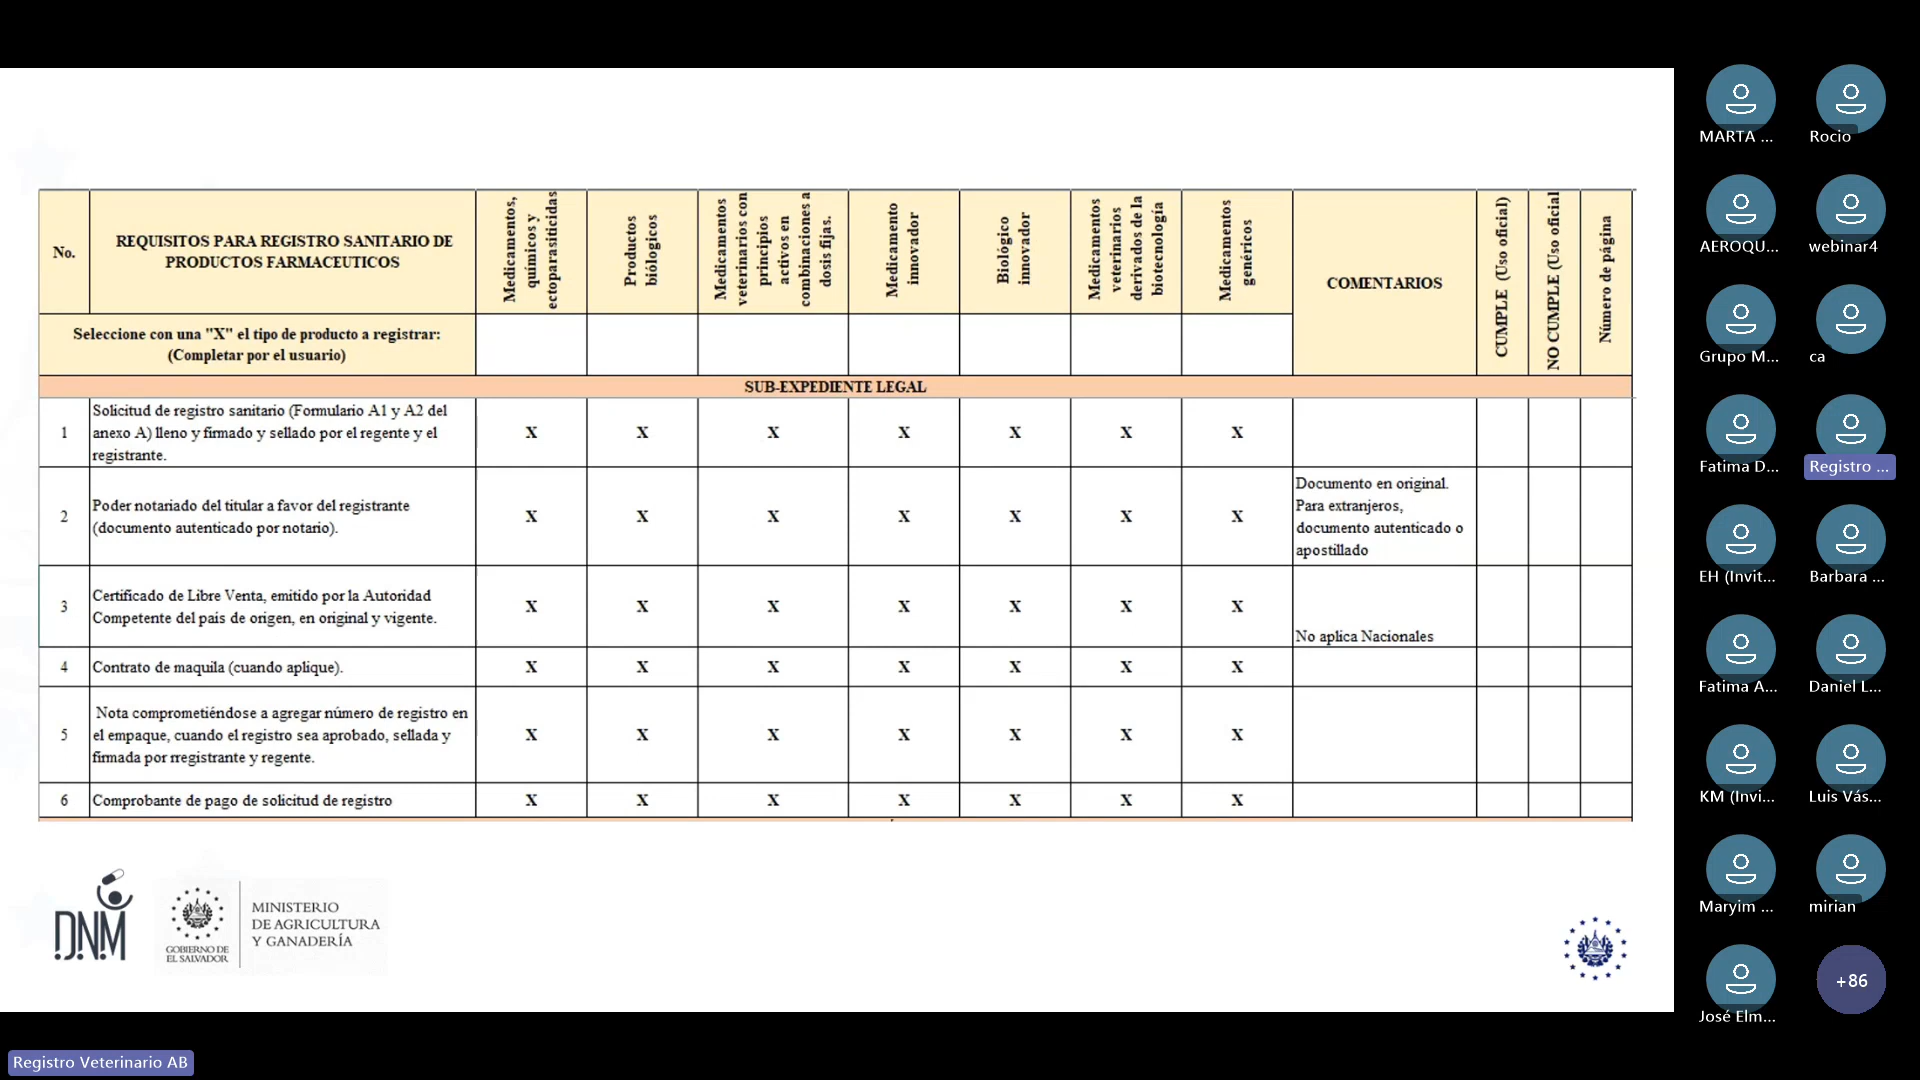 No.
REQUISITOS PARA REGISTRO SANITARIO DE
PRODUCTOS FARMACEUTICOS
Medicamentos,
químicos y
ectoparasiticidas
Productos
biólogicos
Medicamentos
veterinarios con
principios
activos en
combinaciones a
dosis fijas.
Medicamento
innovador
Biológico
innovador
Medicamentos
veterinarios
derivados de la
biotecnología
Medicamentos
genéricos
COMENTARIOS
CUMPLE (Uso oficial)
NO CUMPLE (Uso oficial
Número de página
Seleccione con una "X" el tipo de producto a registrar:
(Completar por el usuario)
SUB-EXPEDIENTE LEGAL
1
Solicitud de registro sanitario (Formulario A1 y A2 del
anexo A) lleno y firmado y sellado por el regente y el
registrante.
X X X X X X X
2
Poder notariado del titular a favor del registrante
(documento autenticado por notario).
X X X X X X X
Documento en original.
Para extranjeros,
documento autenticado o
apostillado
3
Certificado de Libre Venta, emitido por la Autoridad
Competente del pais de origen, en original y vigente.
X X X X X X X
No aplica Nacionales
4
Contrato de maquila (cuando aplique).
X X X X X X X
5
Nota comprometiéndose a agregar número de registro en
el empaque, cuando el registro sea aprobado, sellada y
firmada por rregistrante y regente.
X X X X X X X
6
Comprobante de pago de solicitud de registro
X X X X X X X
DNM
GOBIERNO DE
EL SALVADOR
MINISTERIO
DE AGRICULTURA
Y GANADERÍA
MARTA ...
Rocio
AEROQU...
webinar4
Grupo M...
ca
Fatima D...
Registro ...
EH (Invit...
Barbara ...
Fatima A...
Daniel L...
KM (Invi...
Luis Vás...
Maryim ...
mirian
José Elm...
+86
Registro Veterinario AB